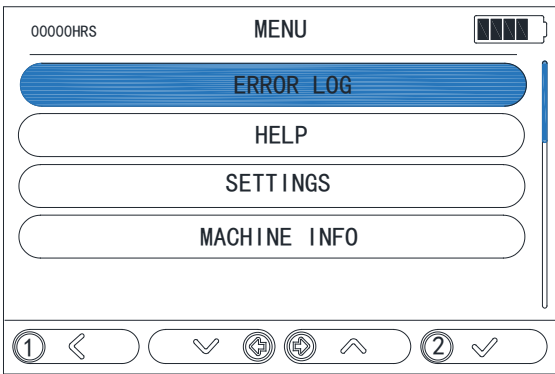 00000HRS MENU
ERROR LOG
HELP
SETTINGS
MACHINE INFO
1 2